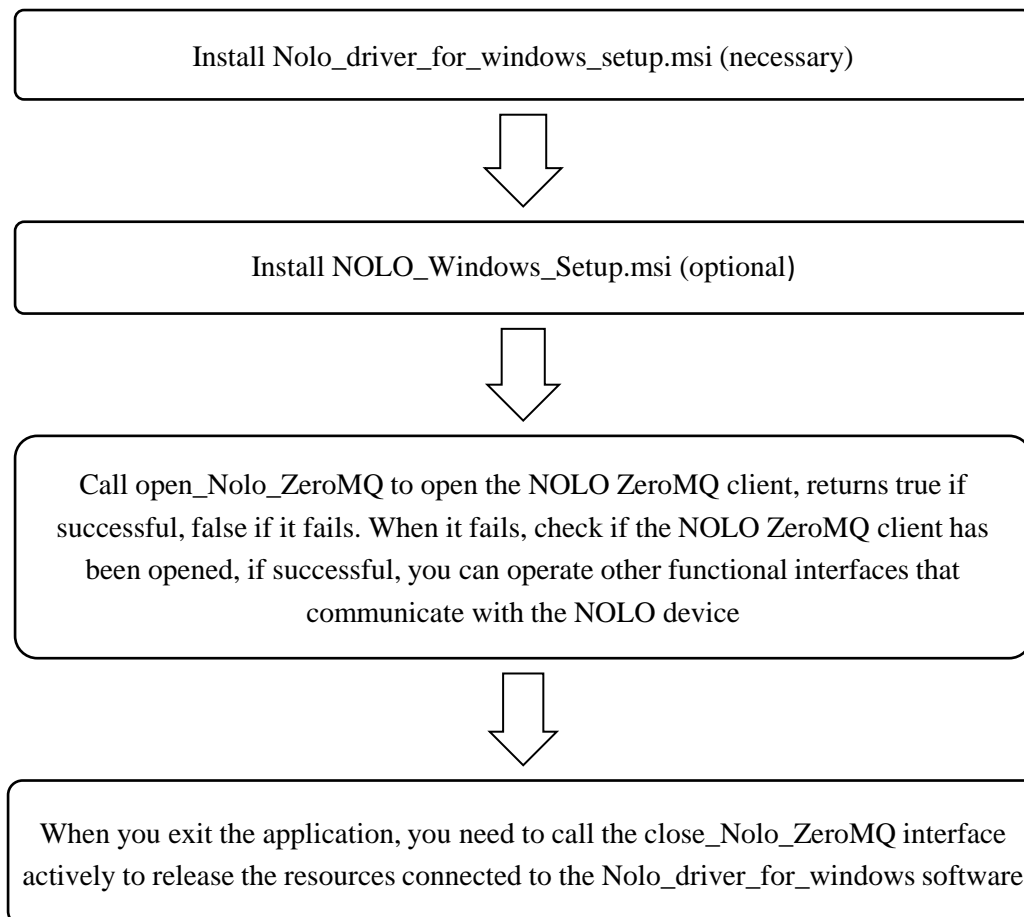 Install Nolo_driver_for_windows_setup.msi (necessary)
Install NOLO_Windows_Setup.msi (optional)
Call open_Nolo_ZeroMQ to open the NOLO ZeroMQ client, returns true if
successful, false if it fails. When it fails, check if the NOLO ZeroMQ client has
been opened, if successful, you can operate other functional interfaces that
communicate with the NOLO device
When you exit the application, you need to call the close_Nolo_ZeroMQ interface
actively to release the resources connected to the Nolo_driver_for_windows software